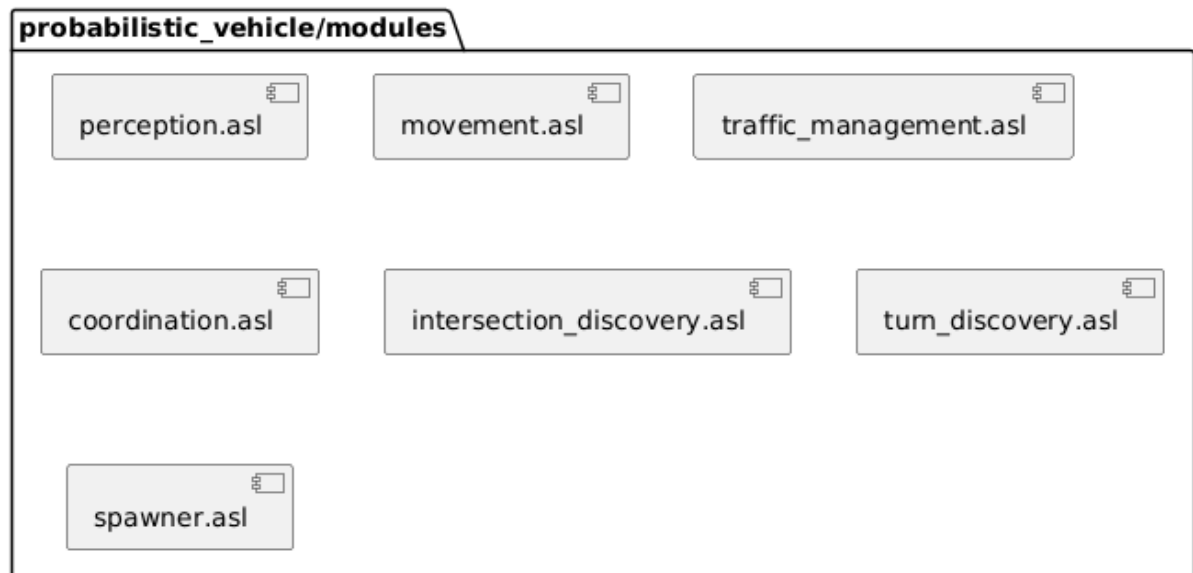 probabilistic_vehicle/modules
perception.asl
movement.asl
traffic_management.asl
coordination.asl
intersection_discovery.asl
turn_discovery.asl
spawner.asl